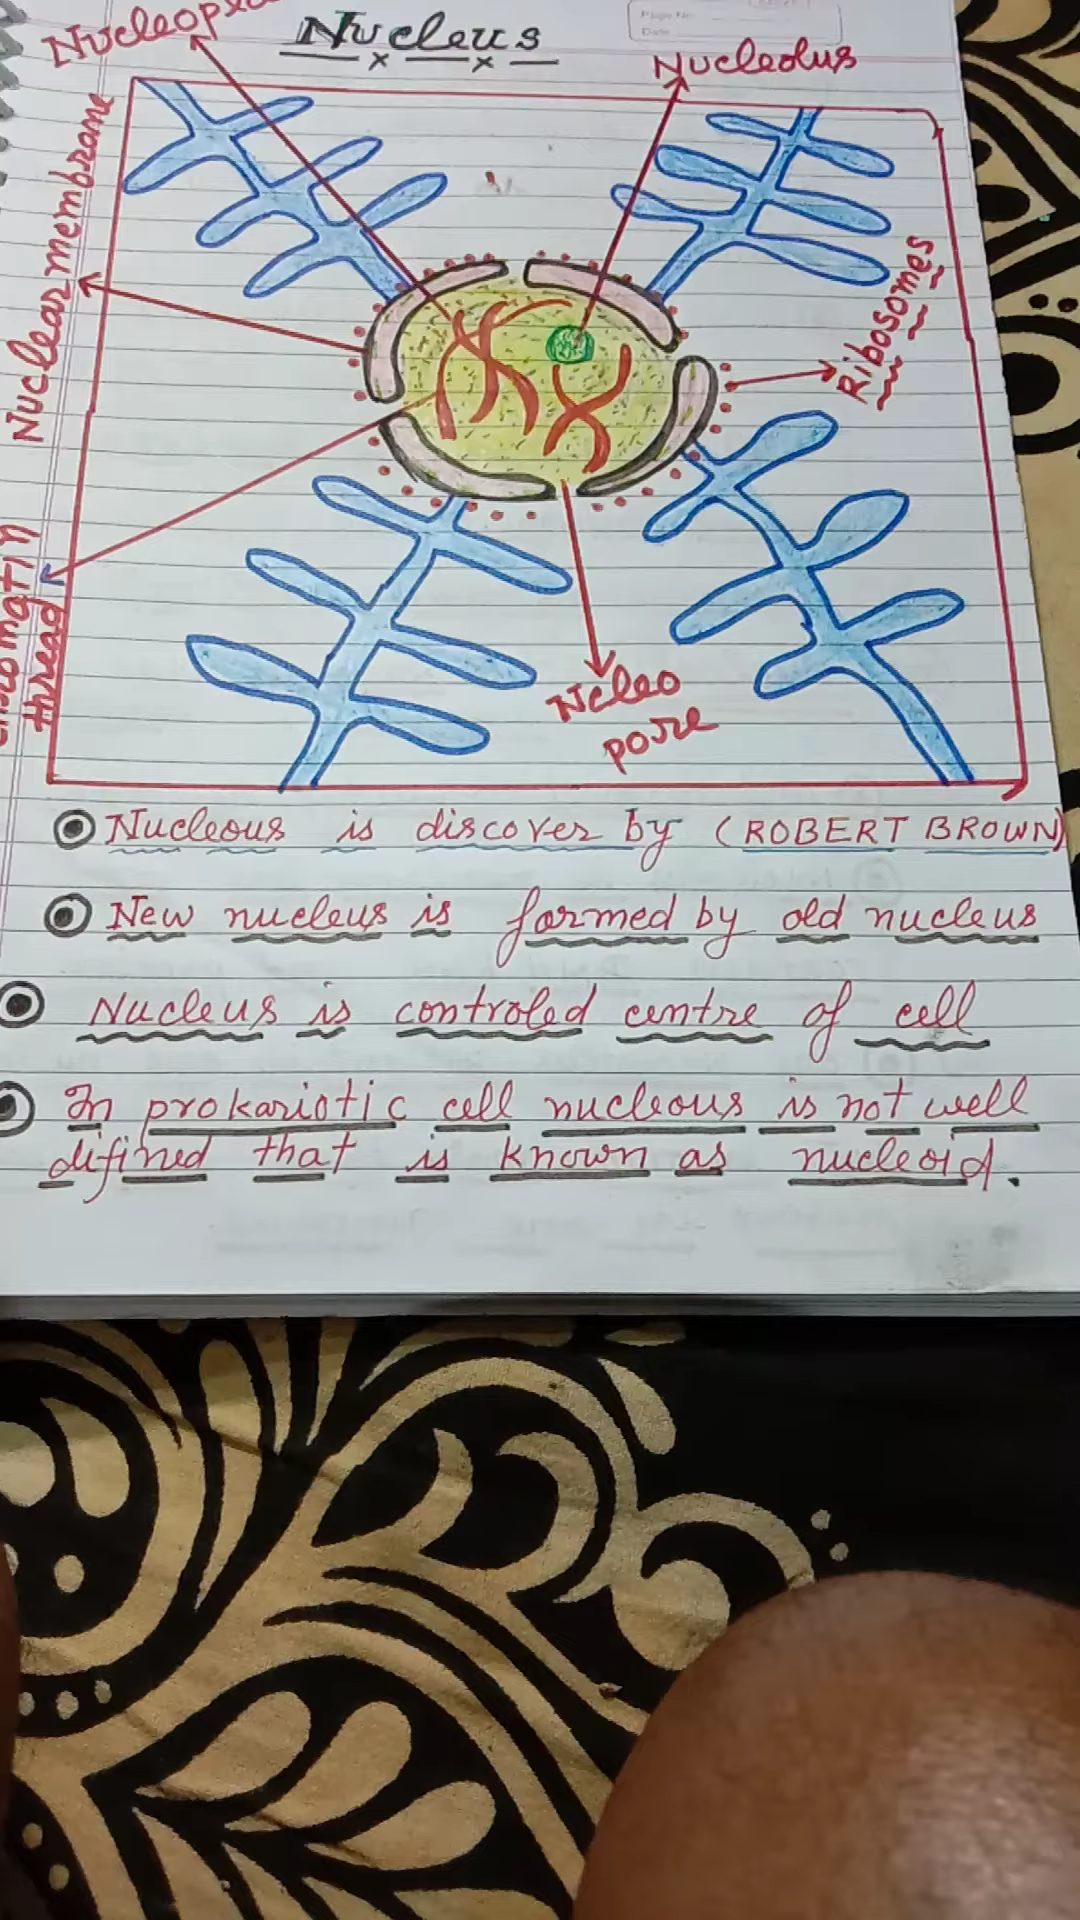 Nucleus
Nucleolus
Nuclear membrane
Ribosomes
thread
Ncleo
pore
Nucleous is discover by (ROBERT BROWN)
New nucleus is formed by old nucleus
Nucleus is controled centre of cell
In prokariotic cell nucleous is not well
difined that is known as nucleoid.